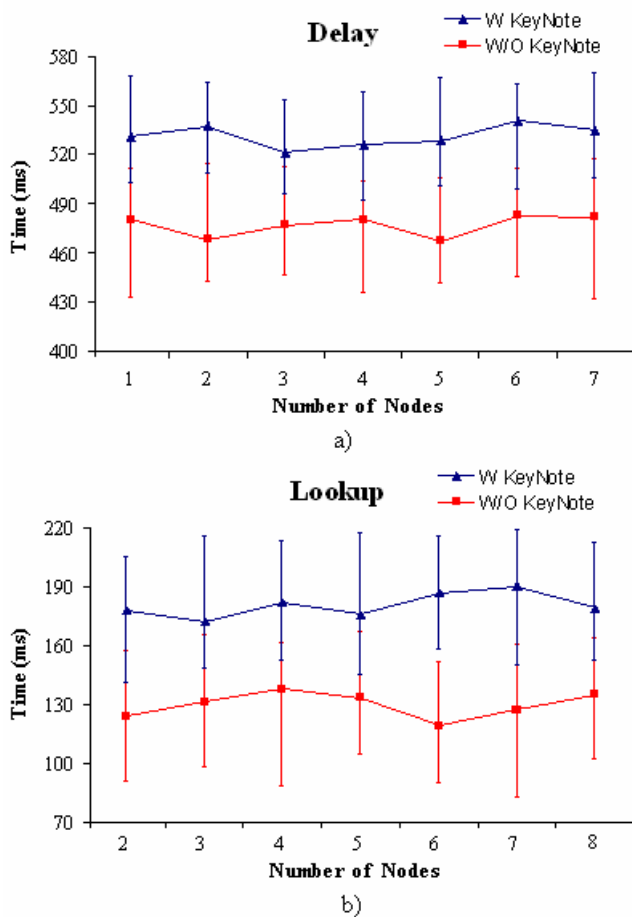 Delay
W KeyNote
W/O KeyNote
Time (ms)
580
550
520
490
460
430
400
1 2 3 4 5 6 7
Number of Nodes
a)
Lookup
W KeyNote
W/O KeyNote
Time (ms)
220
190
160
130
100
70
2 3 4 5 6 7 8
Number of Nodes
b)